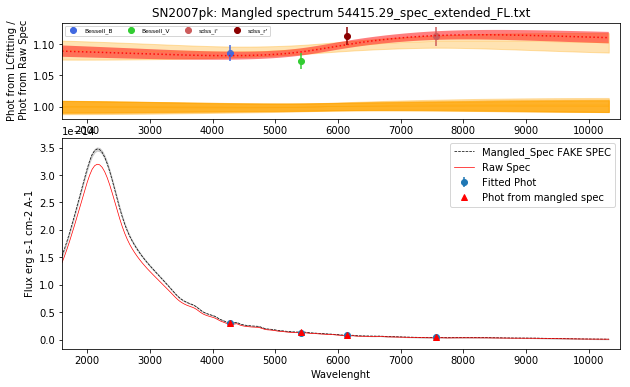 SN2007pk: Mangled spectrum 54415.29_spec_extended_FL.txt
Phot from LCfitting /
Phot from Raw Spec
Bessell_B Bessell_V sdss_i' sdss_r'
1.10
1.05
1.00
2000 3000 4000 5000 6000 7000 8000 9000 10000
1e−14
Flux erg s-1 cm-2 A-1
3.5
3.0
2.5
2.0
1.5
1.0
0.5
0.0
Mangled_Spec FAKE SPEC
Raw Spec
Fitted Phot
Phot from mangled spec
2000 3000 4000 5000 6000 7000 8000 9000 10000
Wavelenght